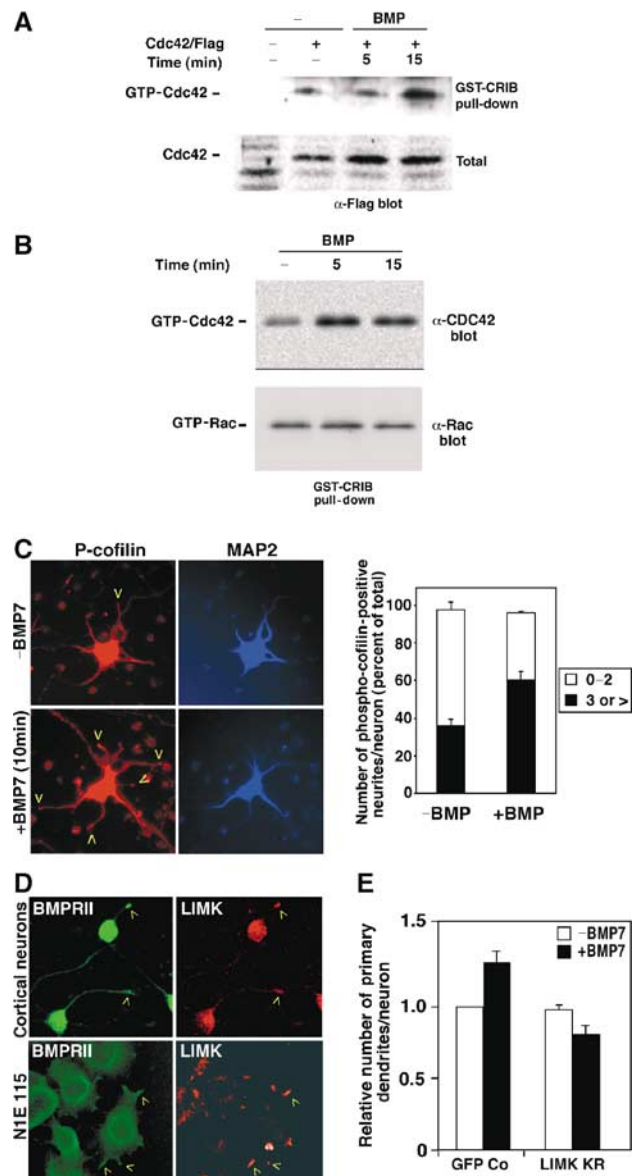 A
– BMP
Cdc42/Flag – + + +
Time (min) – – 5 15
GTP-Cdc42 –
GST-CRIB
pull-down
Cdc42 –
Total
α-Flag blot
B
BMP
Time (min) – 5 15
GTP-Cdc42 –
α-CDC42
blot
GTP-Rac –
α-Rac
blot
GST-CRIB
pull-down
C
P-cofilin MAP2
–BMP7
+BMP7 (10min)
Number of phospho-cofilin-positive
neurites/neuron (percent of total)
100
80
60
40
20
0
–BMP +BMP
0–2
3 or >
D
Cortical neurons
BMPRII LIMK
N1E 115
BMPRII LIMK
E
Relative number of primary
dendrites/neuron
1.5
1.0
1.5
0
–BMP7
+BMP7
GFP Co LIMK KR